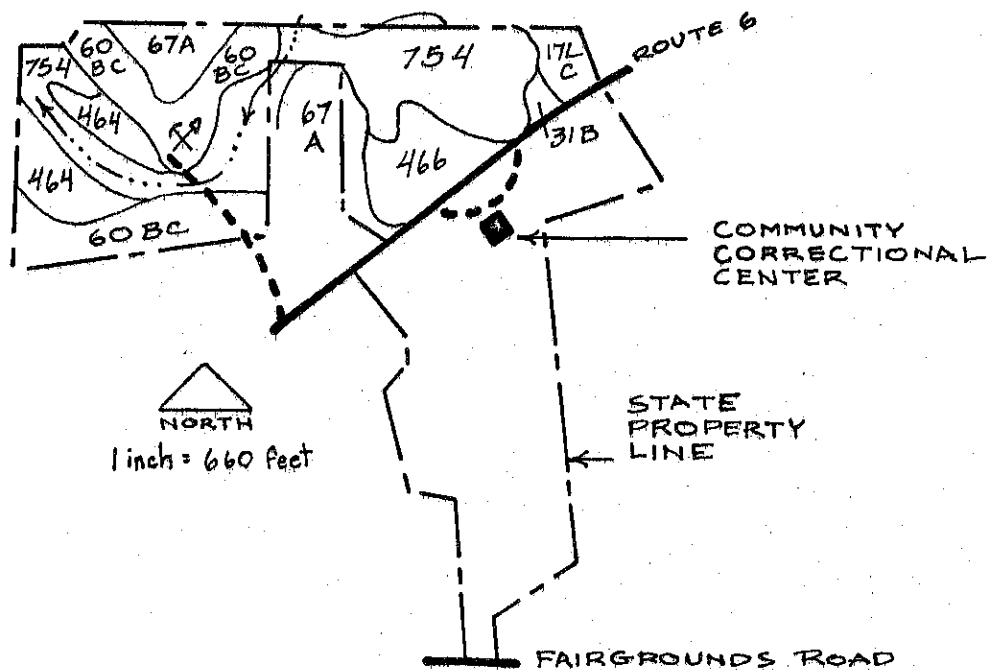 60
BC
67A
60
BC
754
754
17L
C
ROUTE 6
464
67
A
31B
466
464
60 BC
COMMUNITY
CORRECTIONAL
CENTER
NORTH
1 inch = 660 feet
STATE
PROPERTY
LINE
FAIRGROUNDS ROAD